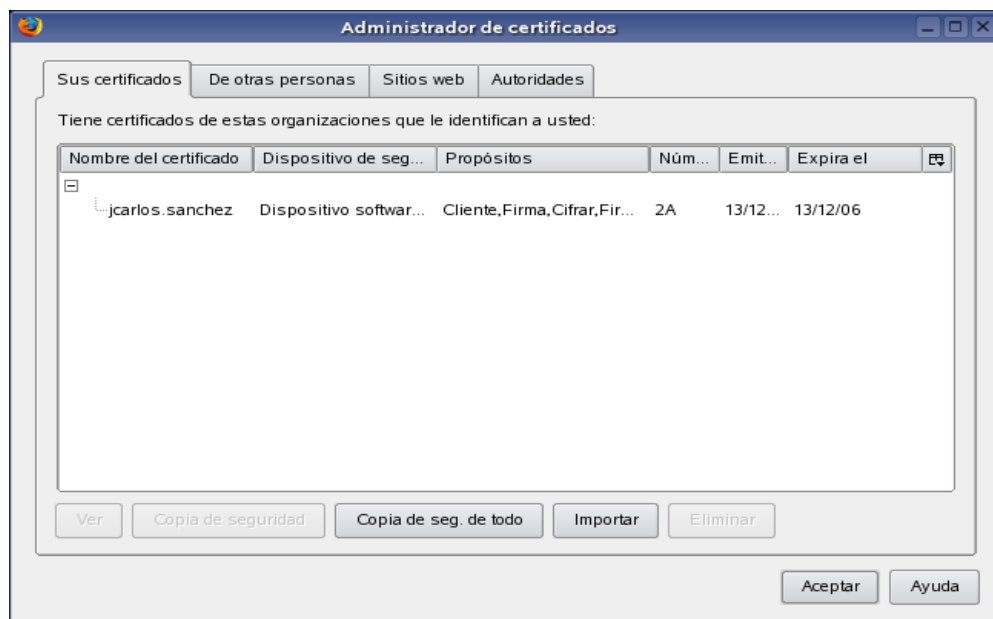 Administrador de certificados
Sus certificados De otras personas Sitios web Autoridades
Tiene certificados de estas organizaciones que le identifican a usted:
Nombre del certificado Dispositivo de seg... Propósitos Núm... Emit... Expira el
jcarlos.sanchez Dispositivo softwar... Cliente,Firma,Cifrar,Fir... 2A 13/12... 13/12/06
Ver Copia de seguridad Copia de seg. de todo Importar Eliminar
Aceptar Ayuda